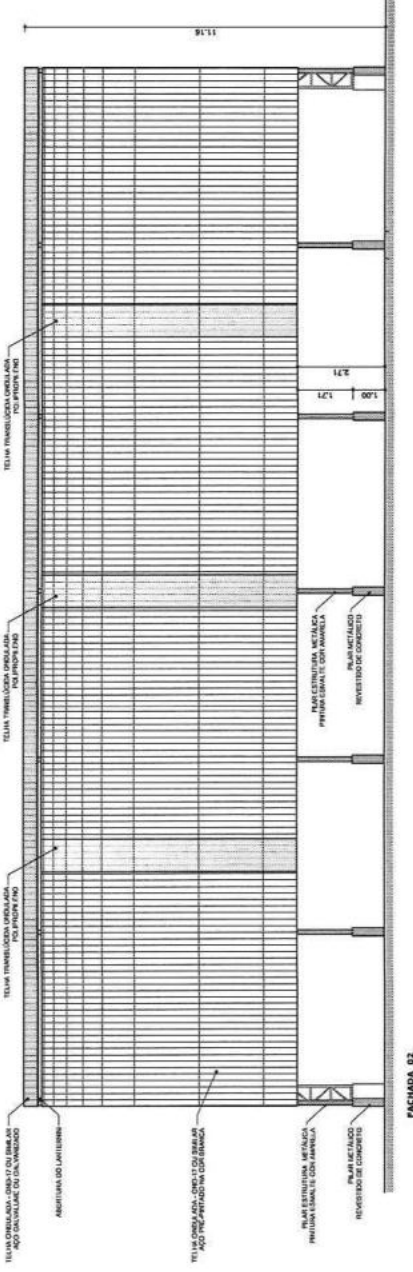 TELHA ONDULADA - OND-17 OU SIMILAR
AÇO GALVALUME OU GALVANIZADO
TELHA TRANSLÚCIDA ONDULADA
POLIPROPILENO
TELHA TRANSLÚCIDA ONDULADA
POLIPROPILENO
TELHA TRANSLÚCIDA ONDULADA
POLIPROPILENO
11.16
ABERTURA DO LANTERNIN
TELHA ONDULADA - OND-17 OU SIMILAR
AÇO PRÉ-PINTADO NA COR BRANCA
PILAR ESTRUTURA METÁLICA
PINTURA ESMALTE COR AMARELA
PILAR METÁLICO
REVESTIDO DE CONCRETO
PILAR ESTRUTURA METÁLICA
PINTURA ESMALTE COR AMARELA
PILAR METÁLICO
REVESTIDO DE CONCRETO
1.71
2.71
1.00
FACHADA 02